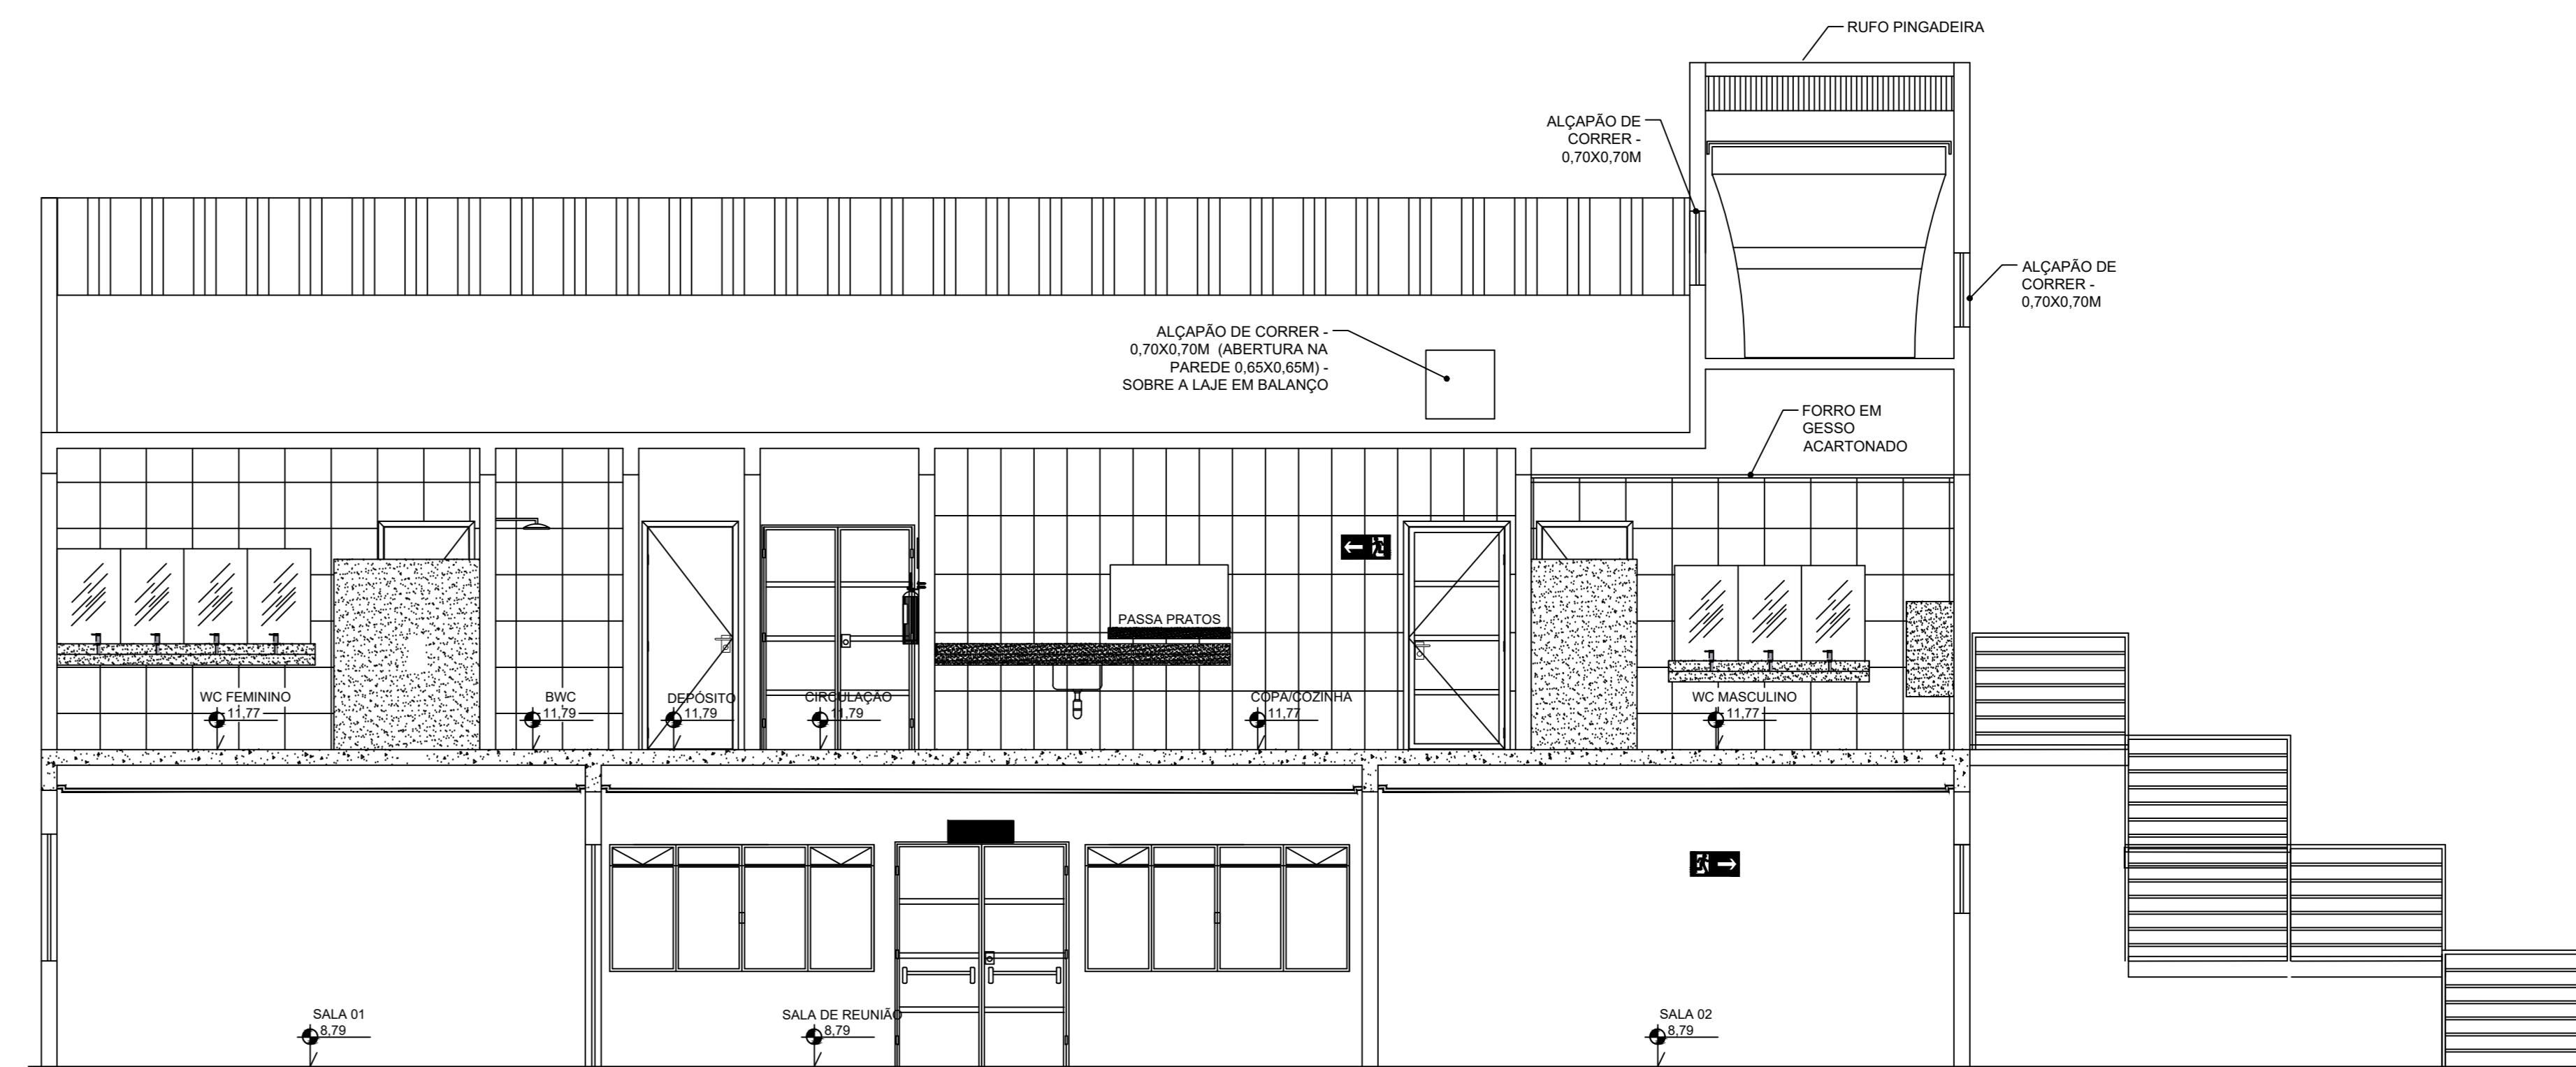 RUFO PINGADEIRA
ALÇAPÃO DE
CORRER -
0,70X0,70M
ALÇAPÃO DE
CORRER -
0,70X0,70M
ALÇAPÃO DE CORRER -
0,70X0,70M (ABERTURA NA
PAREDE 0,65X0,65M) -
SOBRE A LAJE EM BALANÇO
FORRO EM
GESSO
ACARTONADO
PASSA PRATOS
WC FEMININO
11,77
BWC
11,79
DEPÓSITO
11,79
CIRCULAÇÃO
11,79
COPA/COZINHA
11,77
WC MASCULINO
11,77
SALA 01
8,79
SALA DE REUNIÃO
8,79
SALA 02
8,79